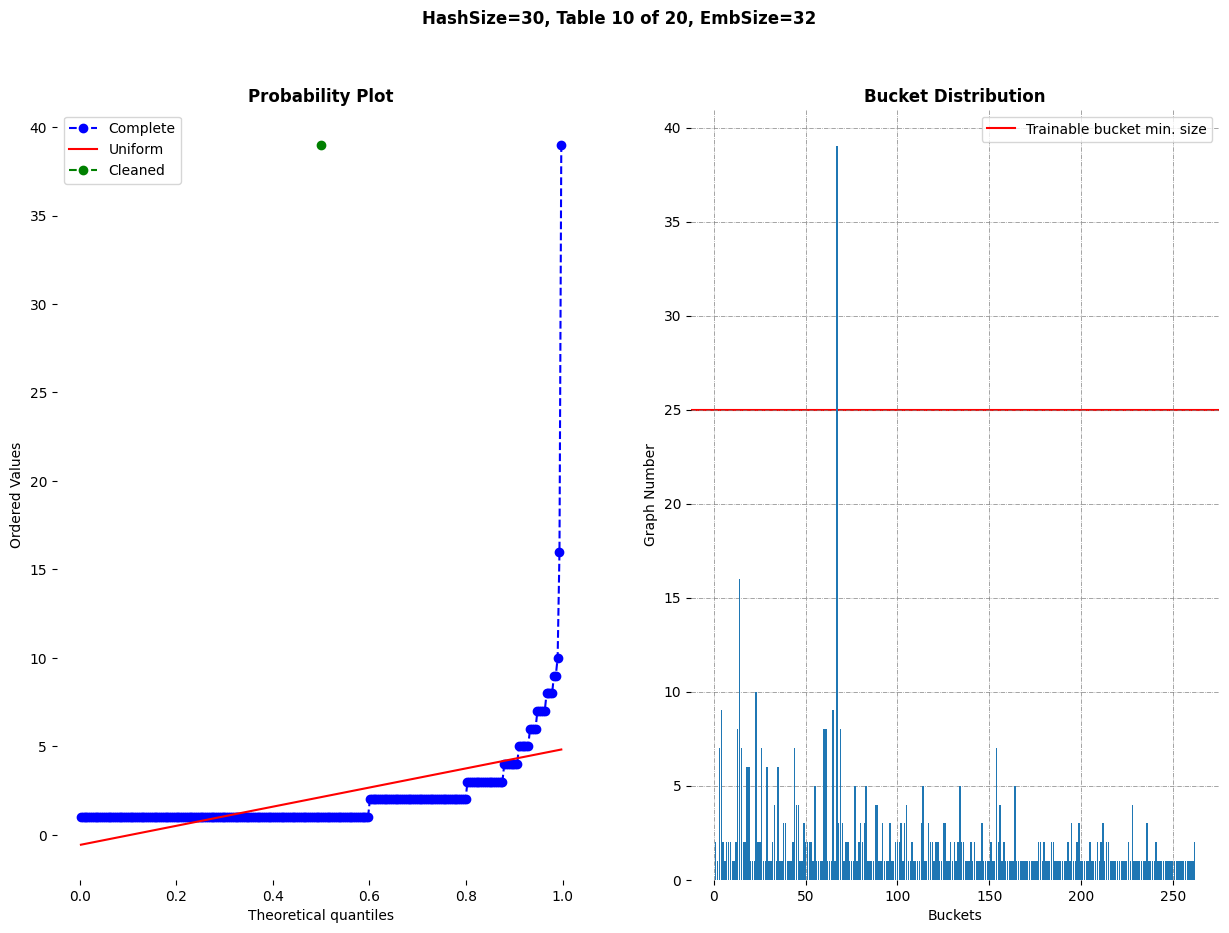 HashSize=30, Table 10 of 20, EmbSize=32
Probability Plot
Complete
Uniform
Cleaned
40
35
30
25
20
15
10
5
0
Ordered Values
0.0 0.2 0.4 0.6 0.8 1.0
Theoretical quantiles
Bucket Distribution
Trainable bucket min. size
40
35
30
25
20
15
10
5
0
Graph Number
0 50 100 150 200 250
Buckets